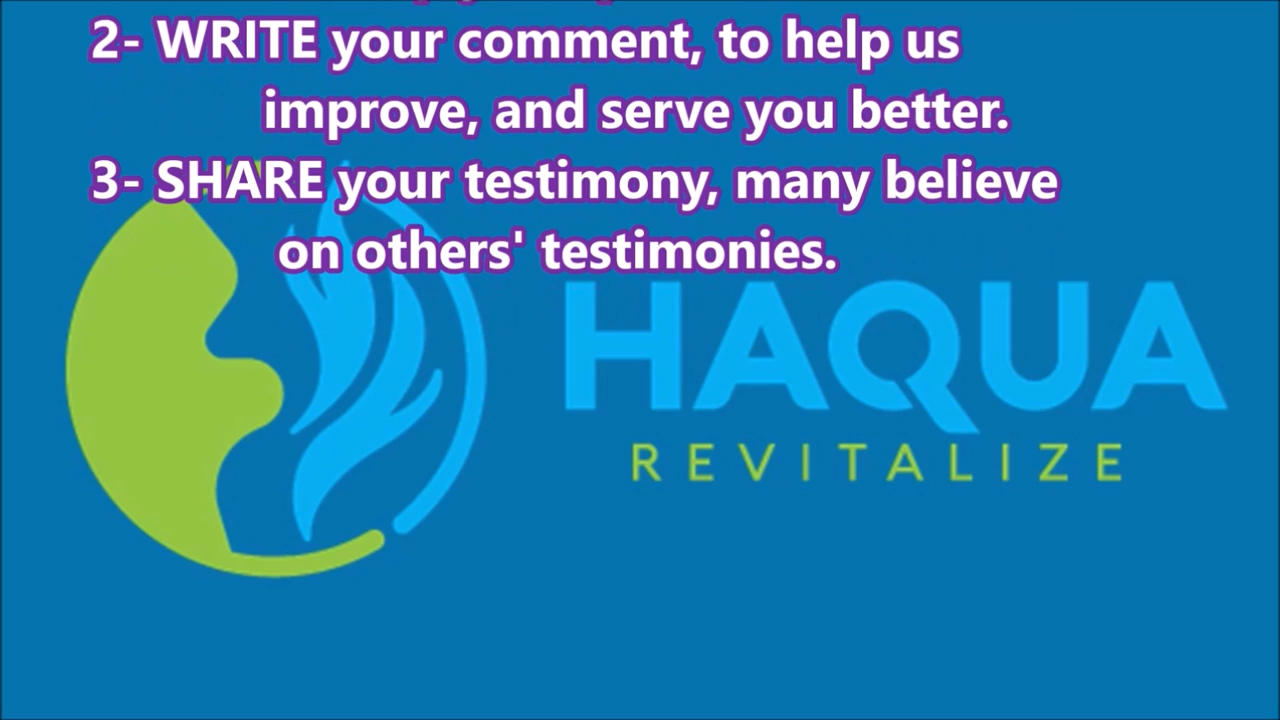 2- WRITE your comment, to help us
improve, and serve you better.
3- SHARE your testimony, many believe
on others' testimonies.
HAQUA
REVITALIZE